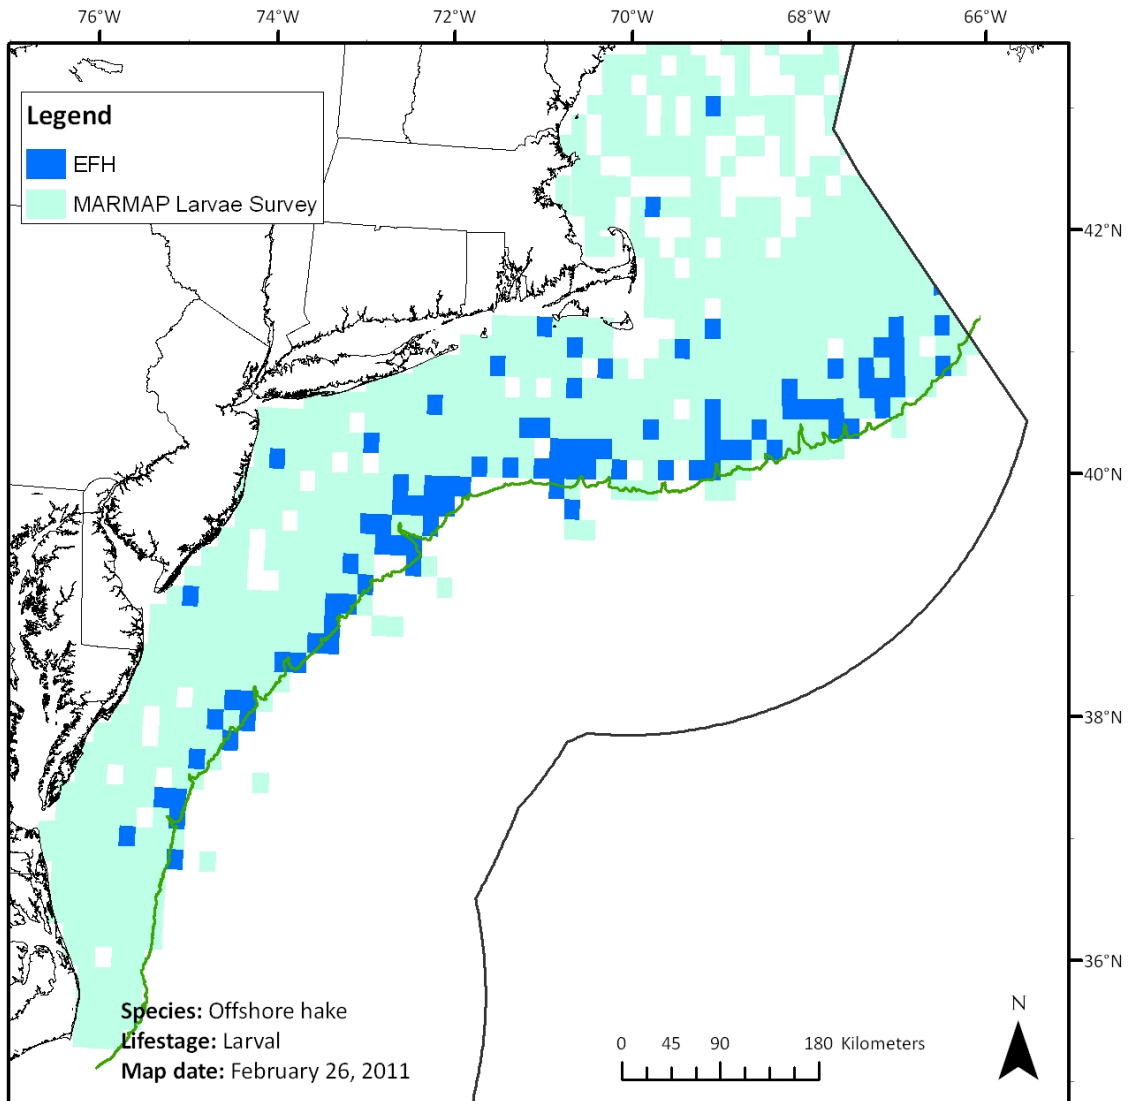 76°W 74°W 72°W 70°W 68°W 66°W
Legend
EFH
MARMAP Larvae Survey
42°N
40°N
38°N
36°N
Species: Offshore hake
Lifestage: Larval
Map date: February 26, 2011
0 45 90 180 Kilometers
N